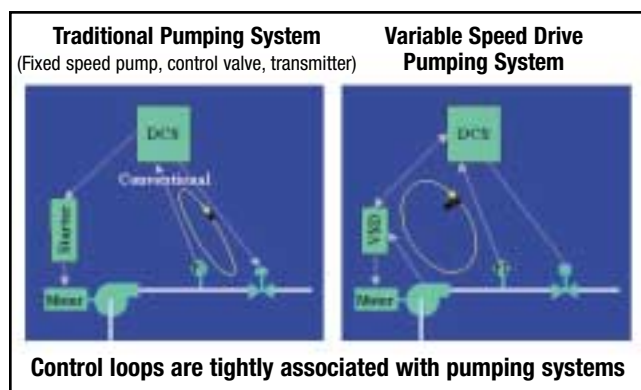 Traditional Pumping System
(Fixed speed pump, control valve, transmitter)
Variable Speed Drive
Pumping System
DCS
Conventional
Starter
Motor
DCS
VSD
Motor
Control loops are tightly associated with pumping systems